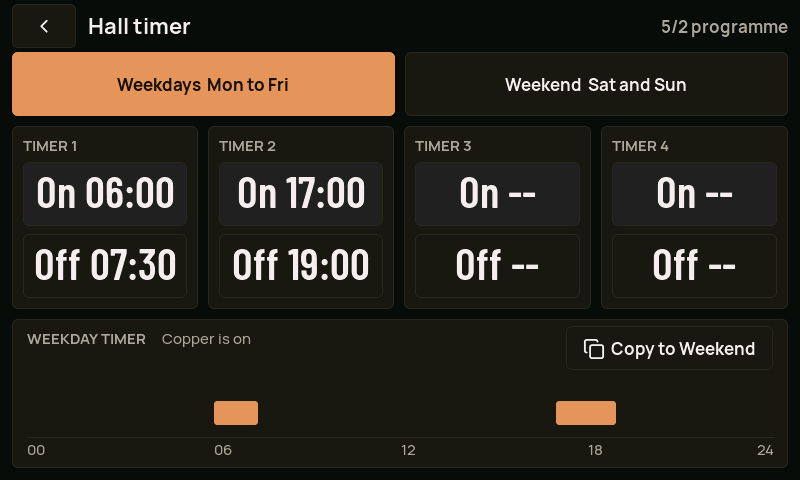 Hall timer
5/2 programme
Weekdays Mon to Fri
Weekend Sat and Sun
TIMER 1
On 06:00
Off 07:30
TIMER 2
On 17:00
Off 19:00
TIMER 3
On --
Off --
TIMER 4
On --
Off --
WEEKDAY TIMER Copper is on
Copy to Weekend
00 06 12 18 24